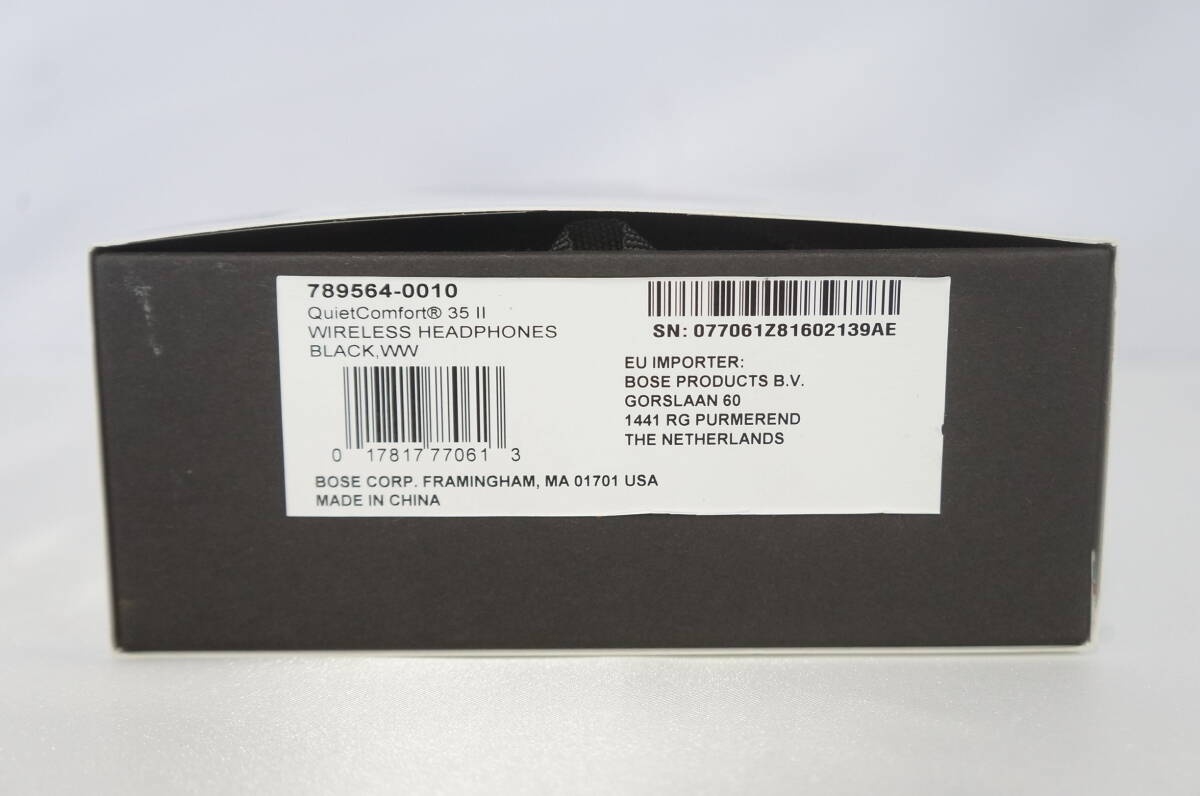 789564-0010
QuietComfort® 35 II
WIRELESS HEADPHONES
BLACK,WW
0 17817 77061 3
SN: 077061Z81602139AE
EU IMPORTER:
BOSE PRODUCTS B.V.
GORSLAAN 60
1441 RG PURMEREND
THE NETHERLANDS
BOSE CORP. FRAMINGHAM, MA 01701 USA
MADE IN CHINA